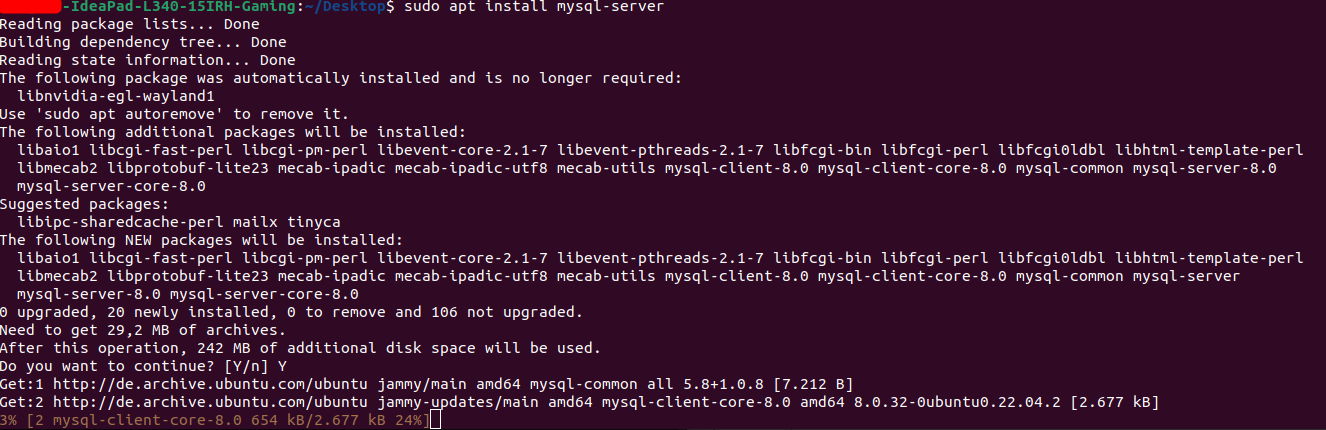 -IdeaPad-L340-15IRH-Gaming:~/Desktop$ sudo apt install mysql-server
Reading package lists... Done
Building dependency tree... Done
Reading state information... Done
The following package was automatically installed and is no longer required:
  libnvidia-egl-wayland1
Use 'sudo apt autoremove' to remove it.
The following additional packages will be installed:
  libaio1 libcgi-fast-perl libcgi-pm-perl libevent-core-2.1-7 libevent-pthreads-2.1-7 libfcgi-bin libfcgi-perl libfcgi0ldbl libhtml-template-perl
  libmecab2 libprotobuf-lite23 mecab-ipadic mecab-ipadic-utf8 mecab-utils mysql-client-8.0 mysql-client-core-8.0 mysql-common mysql-server-8.0
  mysql-server-core-8.0
Suggested packages:
  libipc-sharedcache-perl mailx tinyca
The following NEW packages will be installed:
  libaio1 libcgi-fast-perl libcgi-pm-perl libevent-core-2.1-7 libevent-pthreads-2.1-7 libfcgi-bin libfcgi-perl libfcgi0ldbl libhtml-template-perl
  libmecab2 libprotobuf-lite23 mecab-ipadic mecab-ipadic-utf8 mecab-utils mysql-client-8.0 mysql-client-core-8.0 mysql-common mysql-server
  mysql-server-8.0 mysql-server-core-8.0
0 upgraded, 20 newly installed, 0 to remove and 106 not upgraded.
Need to get 29,2 MB of archives.
After this operation, 242 MB of additional disk space will be used.
Do you want to continue? [Y/n] Y
Get:1 http://de.archive.ubuntu.com/ubuntu jammy/main amd64 mysql-common all 5.8+1.0.8 [7.212 B]
Get:2 http://de.archive.ubuntu.com/ubuntu jammy-updates/main amd64 mysql-client-core-8.0 amd64 8.0.32-0ubuntu0.22.04.2 [2.677 kB]
3% [2 mysql-client-core-8.0 654 kB/2.677 kB 24%]